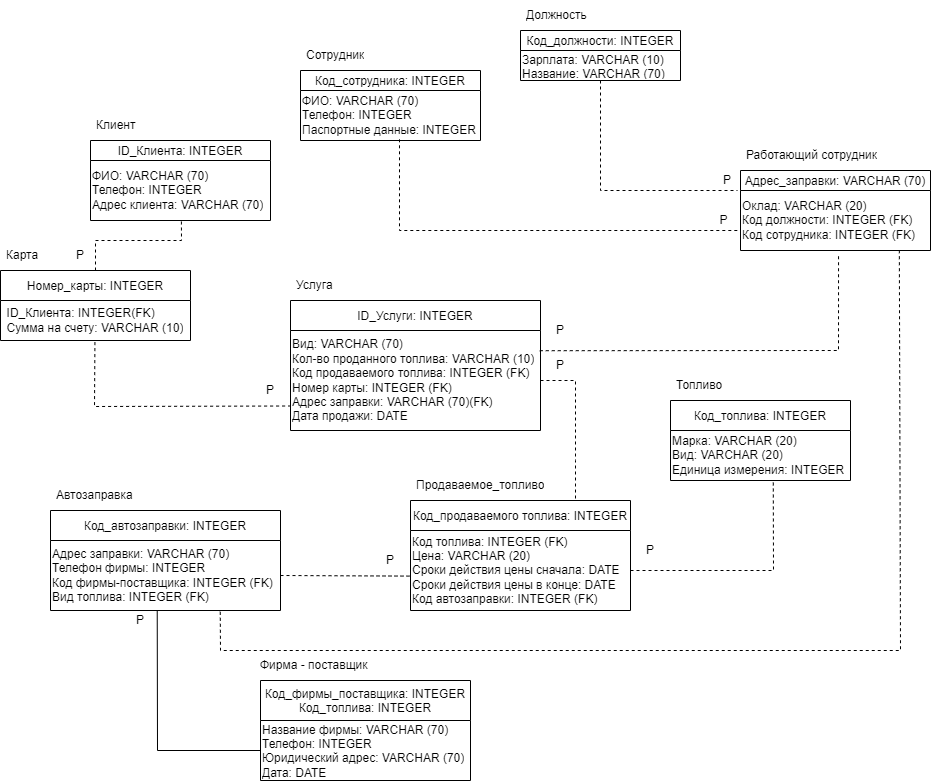 Должность
Код_должности: INTEGER
Зарплата: VARCHAR (10)
Название: VARCHAR (70)
Сотрудник
Код_сотрудника: INTEGER
ФИО: VARCHAR (70)
Телефон: INTEGER
Паспортные данные: INTEGER
Клиент
ID_Клиента: INTEGER
ФИО: VARCHAR (70)
Телефон: INTEGER
Адрес клиента: VARCHAR (70)
Работающий сотрудник
P
Адрес_заправки: VARCHAR (70)
Оклад: VARCHAR (20)
Код должности: INTEGER (FK)
Код сотрудника: INTEGER (FK)
P
Карта
P
Номер_карты: INTEGER
ID_Клиента: INTEGER(FK)
Сумма на счету: VARCHAR (10)
Услуга
ID_Услуги: INTEGER
Вид: VARCHAR (70)
Кол-во проданного топлива: VARCHAR (10)
Код продаваемого топлива: INTEGER (FK)
Номер карты: INTEGER (FK)
Адрес заправки: VARCHAR (70)(FK)
Дата продажи: DATE
P
P
P
Топливо
Код_топлива: INTEGER
Марка: VARCHAR (20)
Вид: VARCHAR (20)
Единица измерения: INTEGER
Продаваемое_топливо
Код_продаваемого топлива: INTEGER
Код топлива: INTEGER (FK)
Цена: VARCHAR (20)
Сроки действия цены сначала: DATE
Сроки действия цены в конце: DATE
Код автозаправки: INTEGER (FK)
P
P
Автозаправка
Код_автозаправки: INTEGER
Адрес заправки: VARCHAR (70)
Телефон фирмы: INTEGER
Код фирмы-поставщика: INTEGER (FK)
Вид топлива: INTEGER (FK)
P
Фирма - поставщик
Код_фирмы_поставщика: INTEGER
Код_топлива: INTEGER
Название фирмы: VARCHAR (70)
Телефон: INTEGER
Юридический адрес: VARCHAR (70)
Дата: DATE